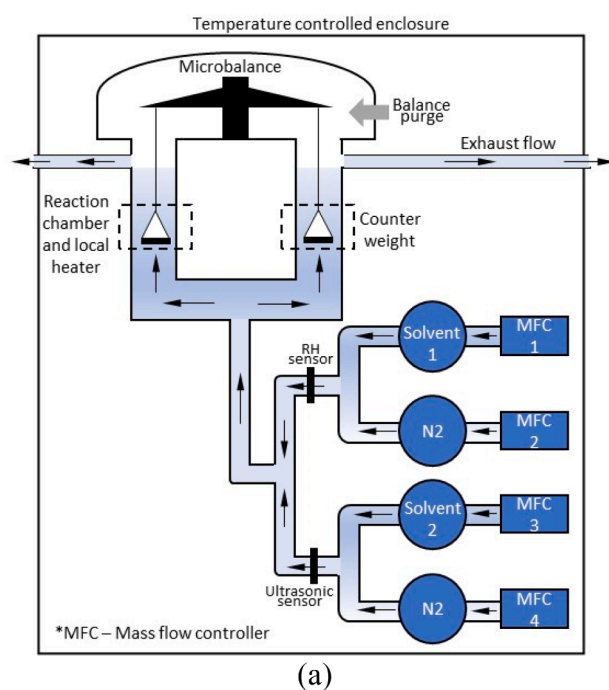 Temperature controlled enclosure
Microbalance
Balance
purge
Exhaust flow
Reaction
chamber
and local
heater
Counter
weight
RH
sensor
Solvent
1
MFC
1
N2
MFC
2
Solvent
2
MFC
3
Ultrasonic
sensor
N2
MFC
4
*MFC – Mass flow controller
(a)